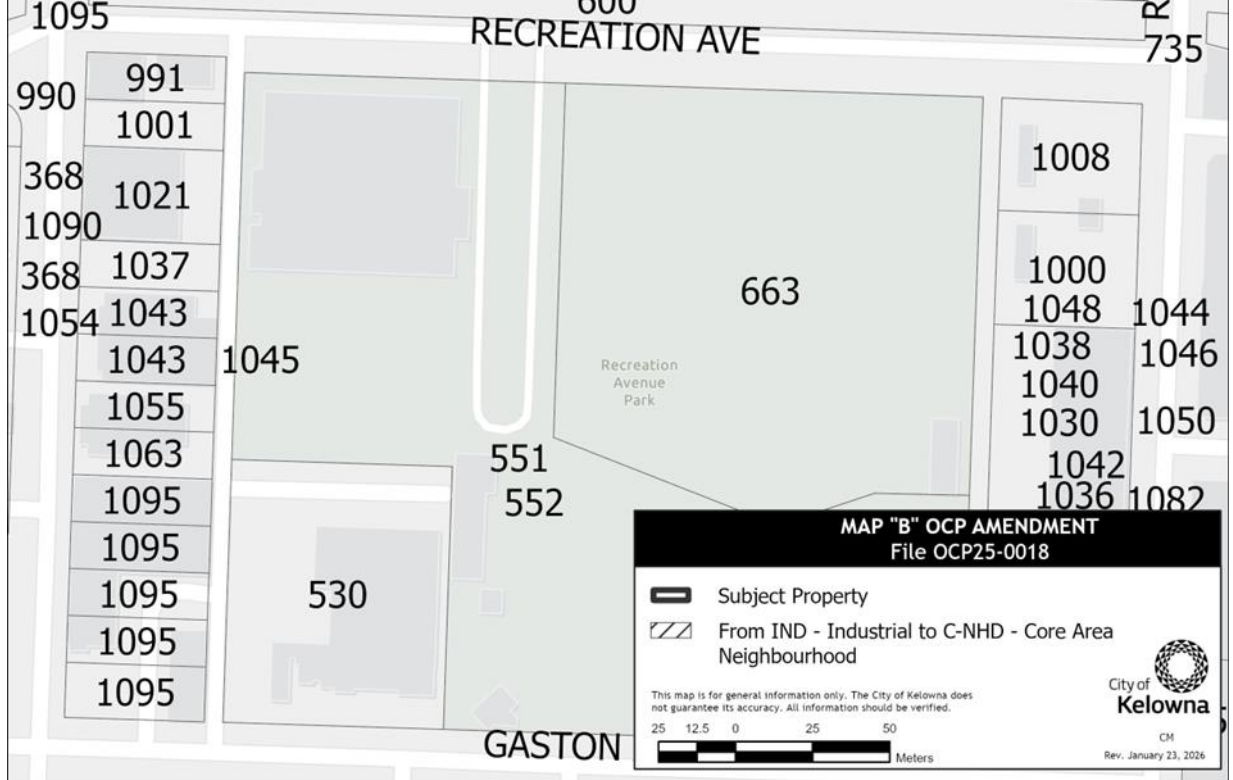 600
1095
RECREATION AVE
735
991
990
1001
1008
368
1021
1090
1037
1000
368
663
1043
1048
1044
1054
1043
1045
1038
1046
Recreation
Avenue
Park
1040
1055
1030
1050
1063
551
1042
1095
552
1036
1082
1095
1095
530
1095
1095
GASTON
MAP "B" OCP AMENDMENT
File OCP25-0018
Subject Property
From IND - Industrial to C-NHD - Core Area
Neighbourhood
This map is for general information only. The City of Kelowna does
not guarantee its accuracy. All information should be verified.
25 12.5 0 25 50
Meters
City of
Kelowna
CM
Rev. January 23, 2026